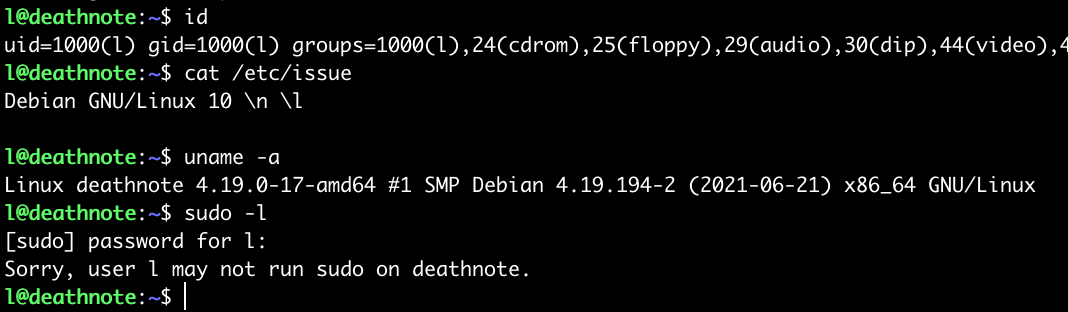 l@deathnote:~$ id
uid=1000(l) gid=1000(l) groups=1000(l),24(cdrom),25(floppy),29(audio),30(dip),44(video),4
l@deathnote:~$ cat /etc/issue
Debian GNU/Linux 10 \n \l
l@deathnote:~$ uname -a
Linux deathnote 4.19.0-17-amd64 #1 SMP Debian 4.19.194-2 (2021-06-21) x86_64 GNU/Linux
l@deathnote:~$ sudo -l
[sudo] password for l:
Sorry, user l may not run sudo on deathnote.
l@deathnote:~$